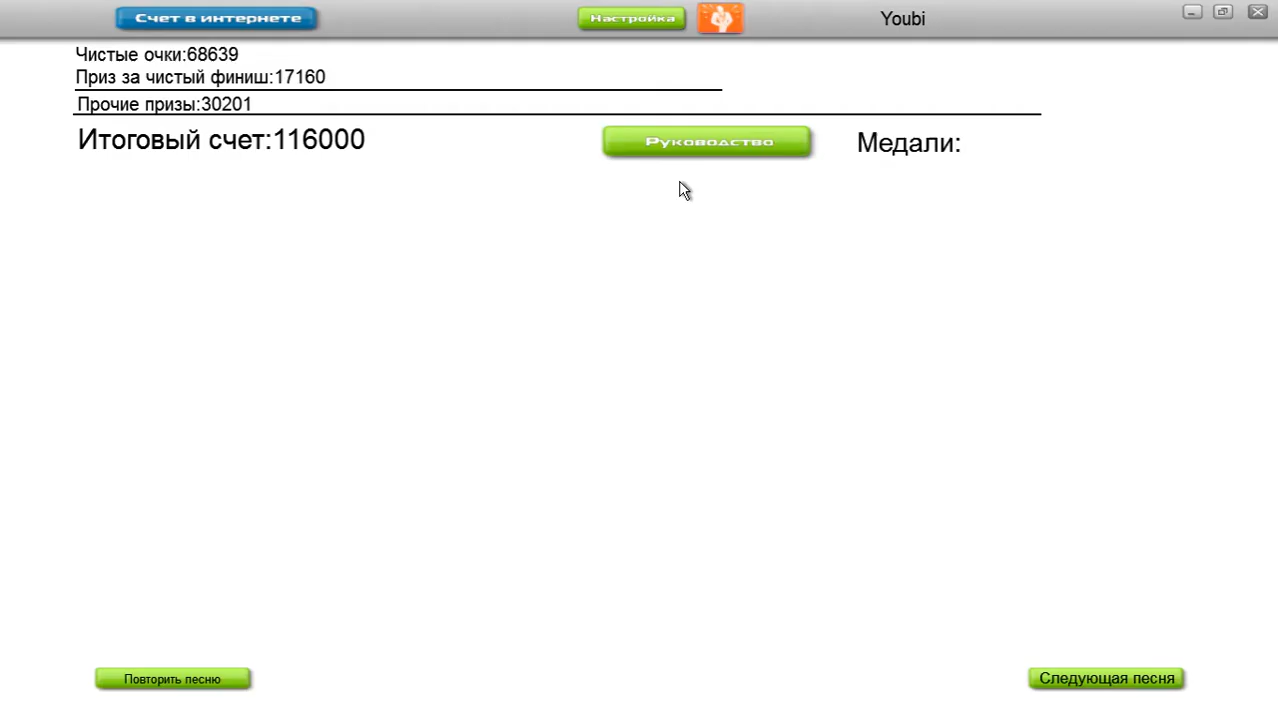 Счет в интернете
Настройка
Youbi
Чистые очки:68639
Приз за чистый финиш:17160
Прочие призы:30201
Итоговый счет:116000
Руководство
Медали:
Повторить песню
Следующая песня